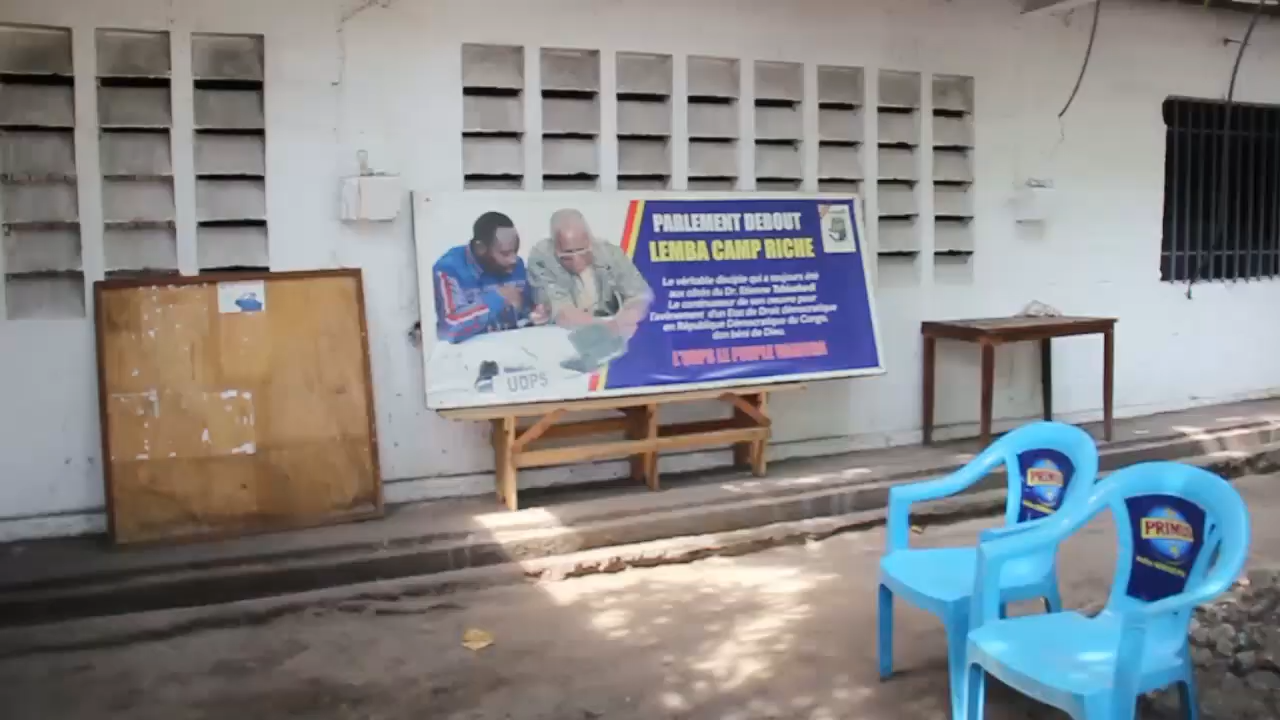 PARLEMENT DEBOUT
LEMBA CAMP RICHE
Le véritable disciple qui a toujours été
aux côtés du Dr. Etienne Tshisekedi
Le continuateur de son oeuvre pour
l'avènement d'un Etat de Droit démocratique
en République Démocratique du Congo,
don béni de Dieu.
L'UDPS LE PEUPLE
UDPS
PRIMUS
PRIMUS